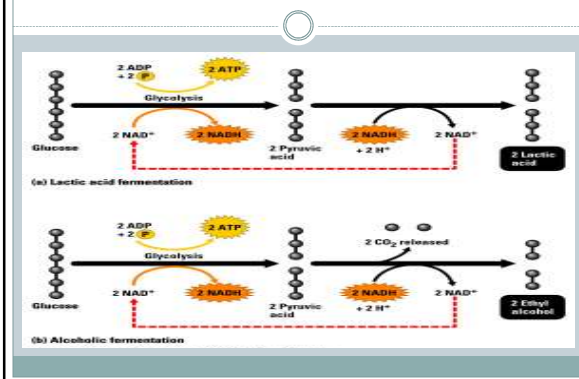 2 ADP
+ 2 P
2 ATP
Glycolysis
2 NAD⁺
2 NADH
Glucose
2 Pyruvic
acid
2 NADH
+ 2 H⁺
2 NAD⁺
2 Lactic
acid
(a) Lactic acid fermentation
2 ADP
+ 2 P
2 ATP
Glycolysis
2 CO₂ released
2 NAD⁺
2 NADH
Glucose
2 Pyruvic
acid
2 NADH
+ 2 H⁺
2 NAD⁺
2 Ethyl
alcohol
(b) Alcoholic fermentation